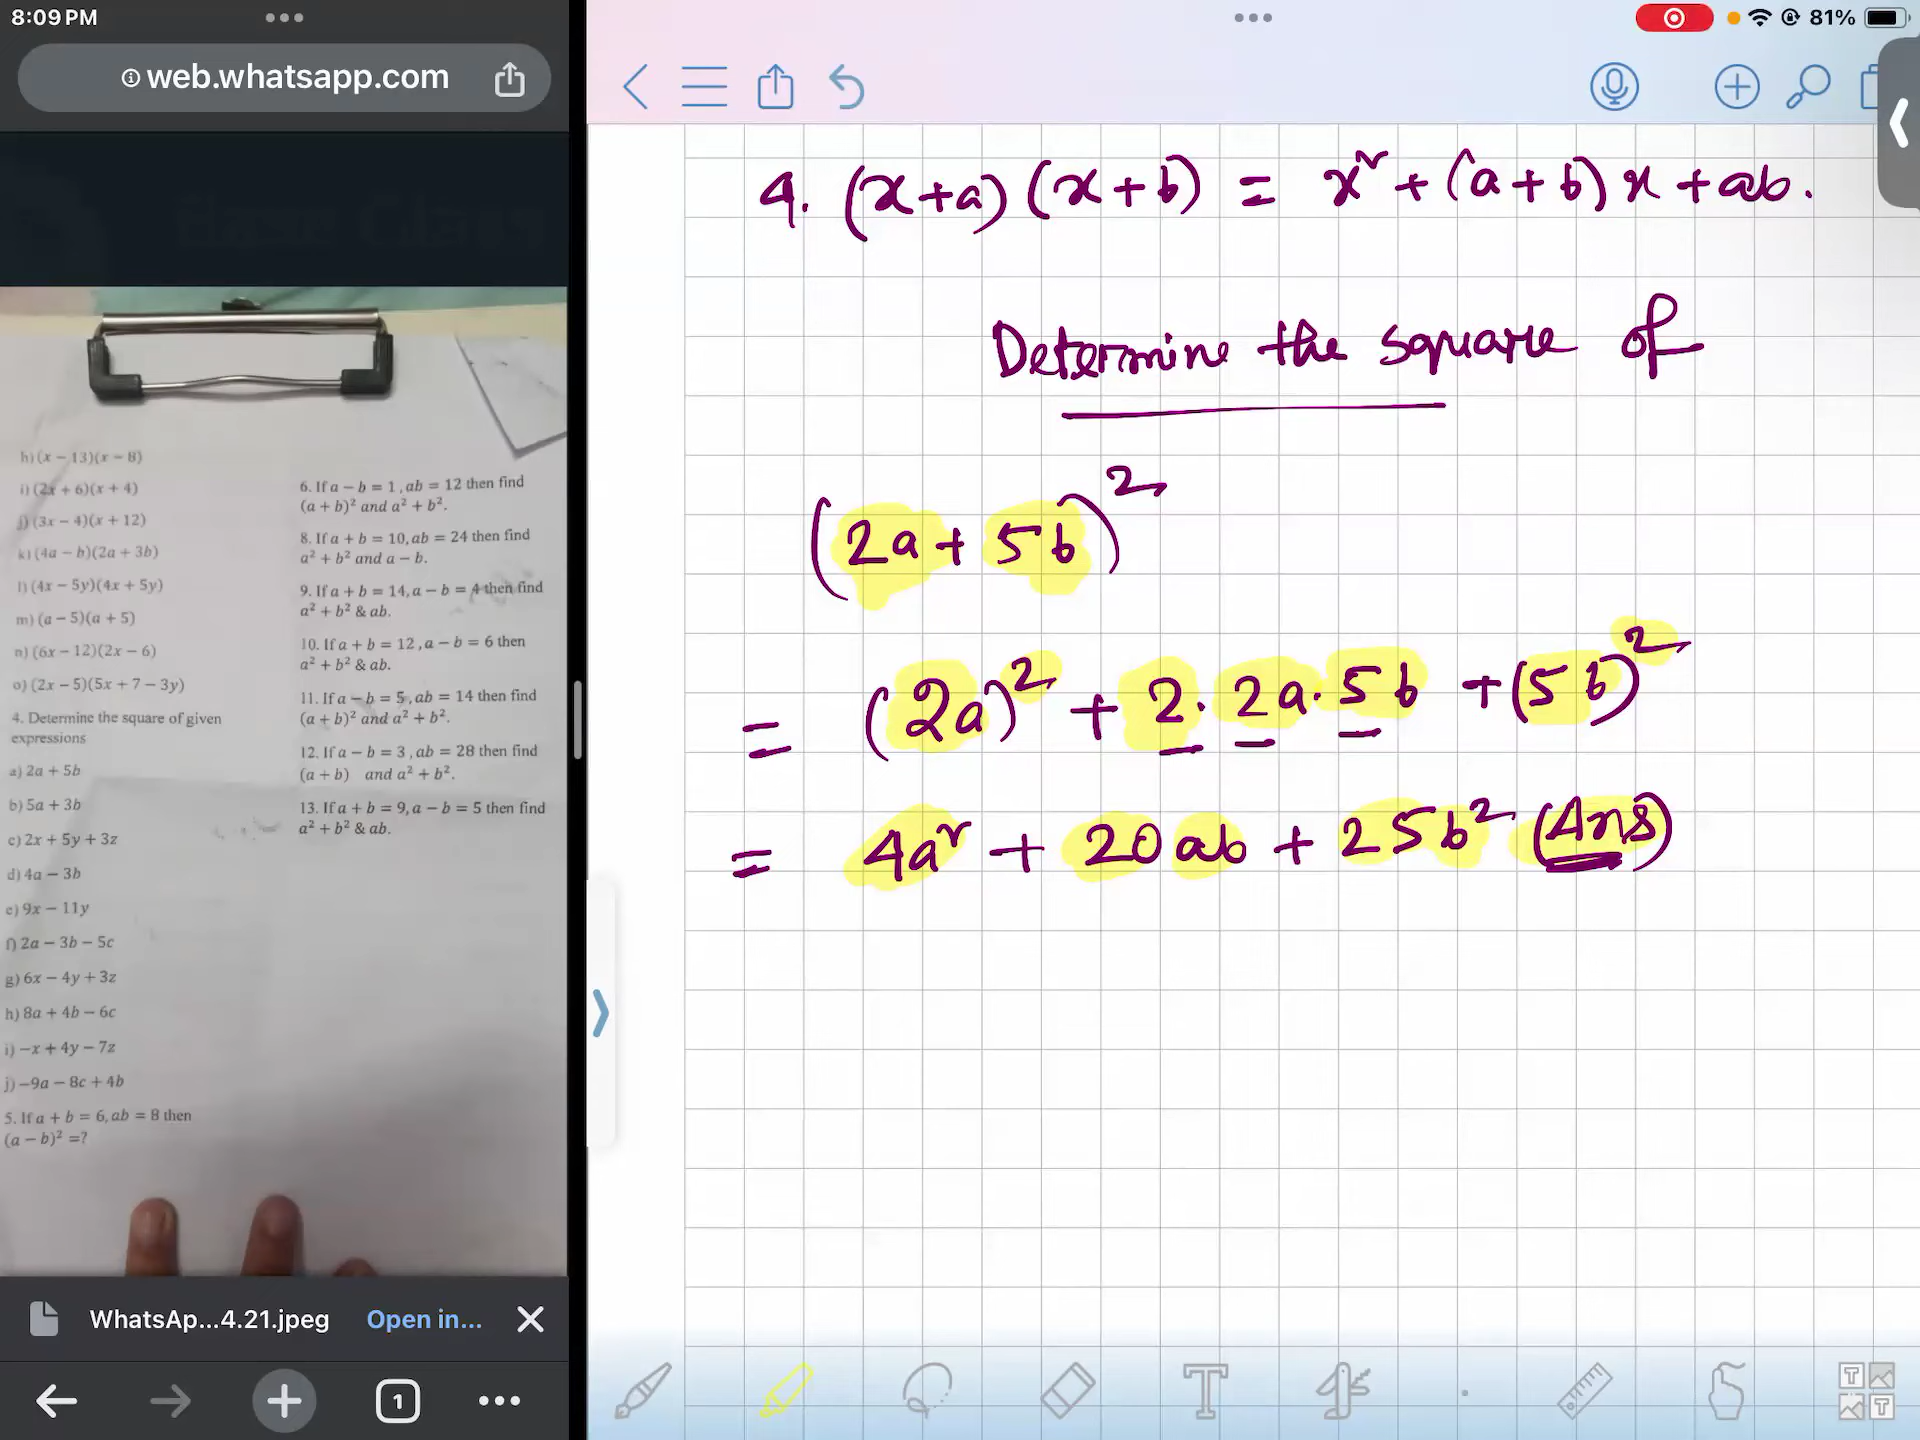 8:09 PM
81%
web.whatsapp.com
h) (x − 13)(x − 8)
i) (2x + 6)(x + 4)
j) (3x − 4)(x + 12)
k) (4a − b)(2a + 3b)
l) (4x − 5y)(4x + 5y)
m) (a − 5)(a + 5)
n) (6x − 12)(2x − 6)
o) (2x − 5)(5x + 7 − 3y)
4. Determine the square of given
expressions
a) 2a + 5b
b) 5a + 3b
c) 2x + 5y + 3z
d) 4a − 3b
e) 9x − 11y
f) 2a − 3b − 5c
g) 6x − 4y + 3z
h) 8a + 4b − 6c
i) −x + 4y − 7z
j) −9a − 8c + 4b
5. If a + b = 6, ab = 8 then
(a − b)² =?
6. If a − b = 1, ab = 12 then find
(a + b)² and a² + b².
8. If a + b = 10, ab = 24 then find
a² + b² and a − b.
9. If a + b = 14, a − b = 4 then find
a² + b² & ab.
10. If a + b = 12, a − b = 6 then
a² + b² & ab.
11. If a − b = 5, ab = 14 then find
(a + b)² and a² + b².
12. If a − b = 3, ab = 28 then find
(a + b) and a² + b².
13. If a + b = 9, a − b = 5 then find
a² + b² & ab.
WhatsAp...4.21.jpeg Open in...
1
4. (x+a) (x+b) = x² + (a+b) x + ab.
Determine the square of
(2a + 5b)²
= (2a)² + 2. 2a. 5b + (5b)²
= 4a² + 20ab + 25b² (Ans)